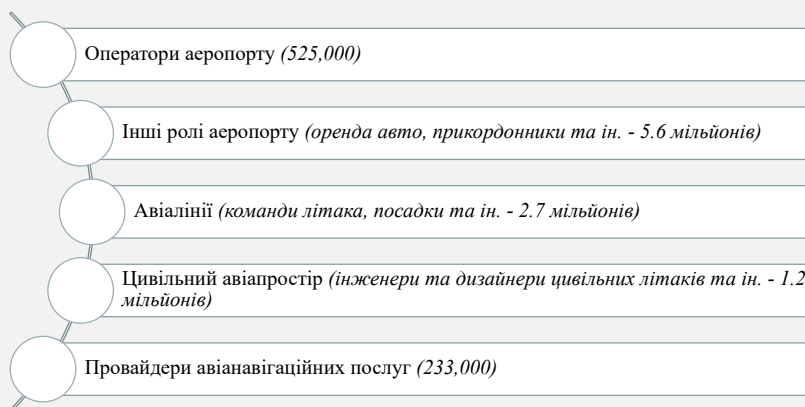 Оператори аеропорту (525,000)
Інші ролі аеропорту (оренда авто, прикордонники та ін. - 5.6 мільйонів)
Авіалінії (команди літака, посадки та ін. - 2.7 мільйонів)
Цивільний авіапростір (інженери та дизайнери цивільних літаків та ін. - 1.2
мільйонів)
Провайдери авіанавігаційних послуг (233,000)